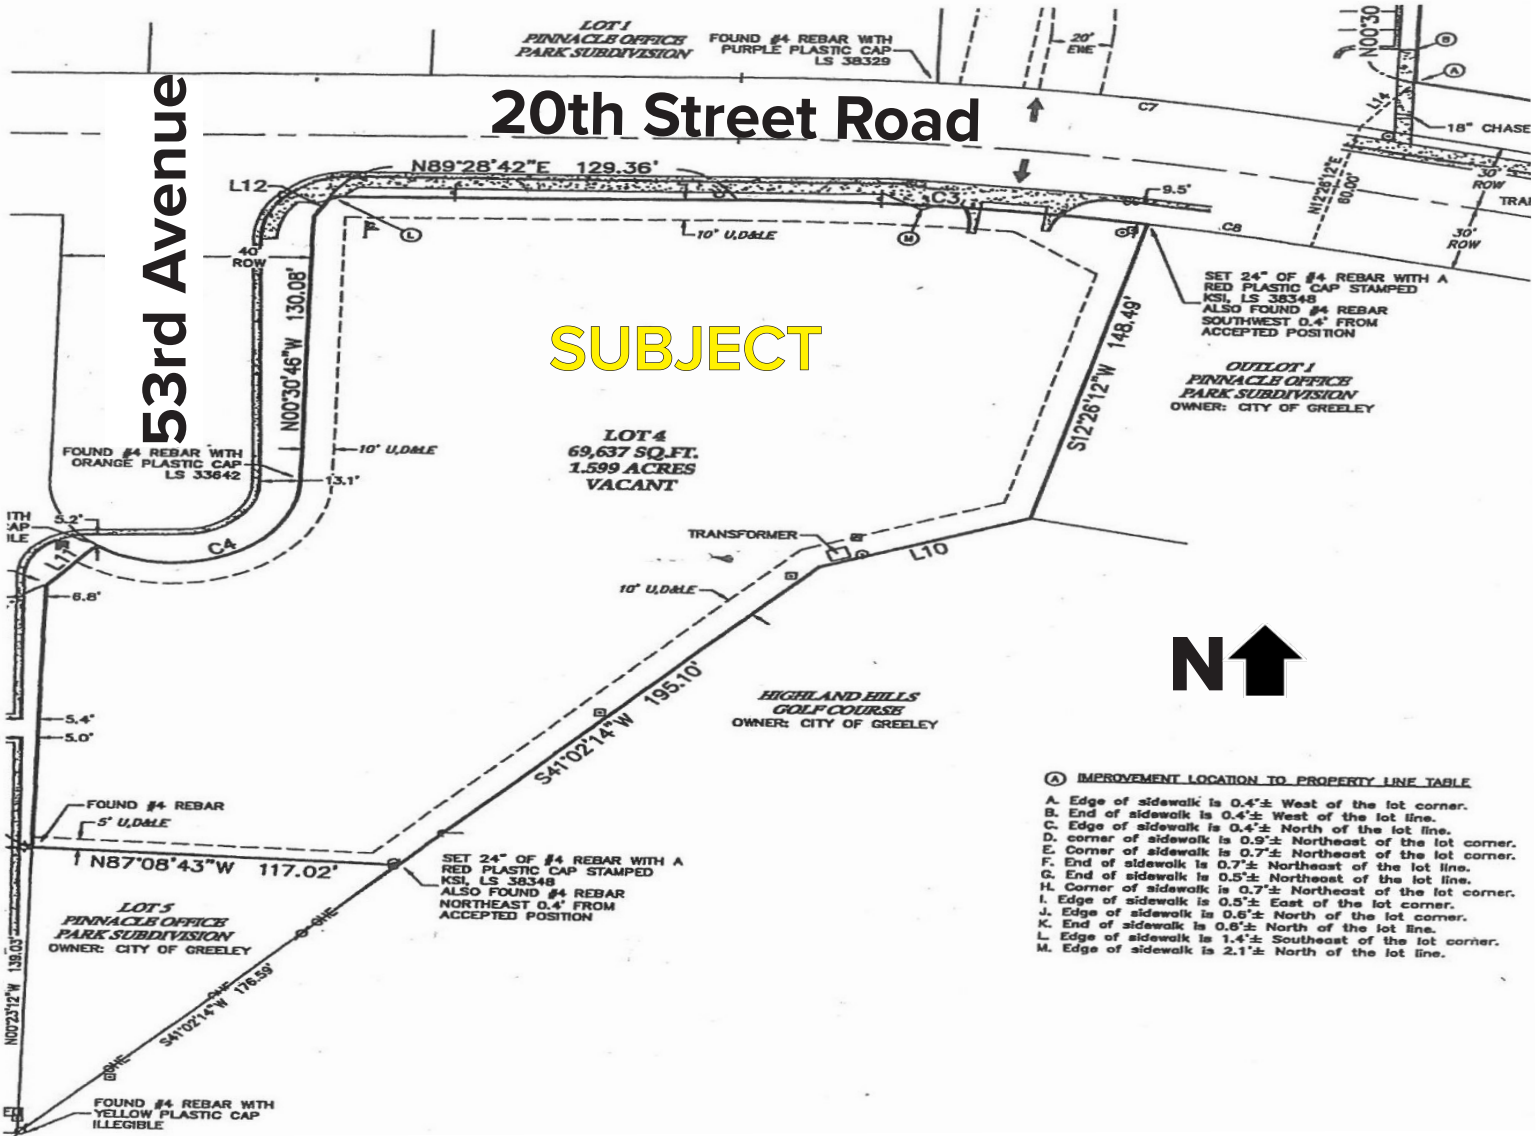 LOT 1
PINNACLE OFFICE
PARK SUBDIVISION
FOUND #4 REBAR WITH
PURPLE PLASTIC CAP
LS 38329
20'
EWE
N00°30
B
A
C7
L14
18" CHASE
53rd Avenue
20th Street Road
N89°28'42"E 129.36'
L12
C3
9.5'
N12°26'12"E
60.00'
30'
ROW
TRA
C8
30'
ROW
10' U,D&LE
L
M
40'
ROW
N00°30'46"W 130.08'
SUBJECT
S12°26'12"W 148.49'
SET 24" OF #4 REBAR WITH A
RED PLASTIC CAP STAMPED
KSI, LS 38348
ALSO FOUND #4 REBAR
SOUTHWEST 0.4' FROM
ACCEPTED POSITION
OUTLOT 1
PINNACLE OFFICE
PARK SUBDIVISION
OWNER: CITY OF GREELEY
FOUND #4 REBAR WITH
ORANGE PLASTIC CAP
LS 33642
10' U,D&LE
13.1'
LOT 4
69,637 SQ.FT.
1.599 ACRES
VACANT
ITH
AP
LE
5.2'
L11
C4
6.8'
TRANSFORMER
L10
10' U,D&LE
5.4'
5.0'
S41°02'14"W 195.10'
HIGHLAND HILLS
GOLF COURSE
OWNER: CITY OF GREELEY
N
FOUND #4 REBAR
5' U,D&LE
N87°08'43"W 117.02'
SET 24" OF #4 REBAR WITH A
RED PLASTIC CAP STAMPED
KSI, LS 38348
ALSO FOUND #4 REBAR
NORTHEAST 0.4' FROM
ACCEPTED POSITION
LOT 5
PINNACLE OFFICE
PARK SUBDIVISION
OWNER: CITY OF GREELEY
N00°23'12"W 139.03'
OHE
OHE
OHE
S41°02'14"W 176.59'
FOUND #4 REBAR WITH
YELLOW PLASTIC CAP
ILLEGIBLE
A IMPROVEMENT LOCATION TO PROPERTY LINE TABLE
A. Edge of sidewalk is 0.4'± West of the lot corner.
B. End of sidewalk is 0.4'± West of the lot line.
C. Edge of sidewalk is 0.4'± North of the lot line.
D. corner of sidewalk is 0.9'± Northeast of the lot corner.
E. Corner of sidewalk is 0.7'± Northeast of the lot corner.
F. End of sidewalk is 0.7'± Northeast of the lot line.
G. End of sidewalk is 0.5'± Northeast of the lot line.
H. Corner of sidewalk is 0.7'± Northeast of the lot corner.
I. Edge of sidewalk is 0.5'± East of the lot corner.
J. Edge of sidewalk is 0.6'± North of the lot corner.
K. End of sidewalk is 0.6'± North of the lot line.
L. Edge of sidewalk is 1.4'± Southeast of the lot corner.
M. Edge of sidewalk is 2.1'± North of the lot line.